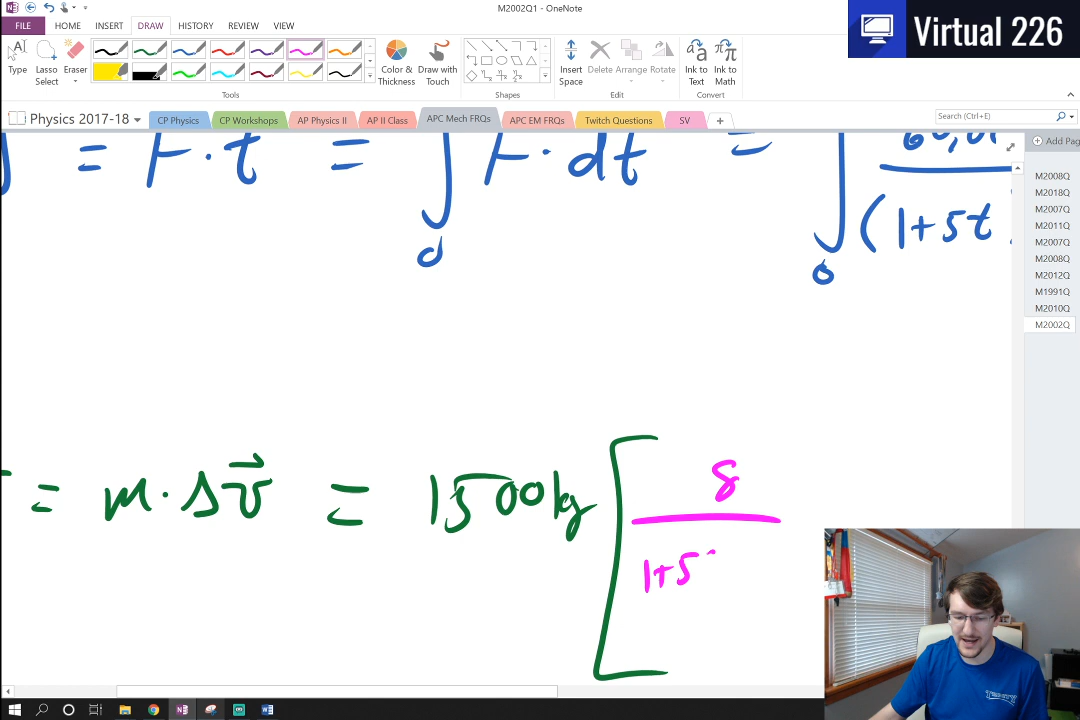 M2002Q1 - OneNote
FILE HOME INSERT DRAW HISTORY REVIEW VIEW
Virtual 226
Type Lasso Select Eraser Color & Thickness Draw with Touch Insert Space Delete Arrange Rotate Ink to Text Ink to Math
Tools Shapes Edit Convert
Physics 2017-18 CP Physics CP Workshops AP Physics II AP II Class APC Mech FRQs APC EM FRQs Twitch Questions SV Search (Ctrl+E)
Add Pag
M2008Q
M2018Q
M2007Q
M2011Q
M2007Q
M2008Q
M2012Q
M1991Q
M2010Q
M2002Q
= F · t = ∫ F · dt = ∫
0 0
(1+5t
= m · Δv⃗ = 1500kg [ 8
1+5